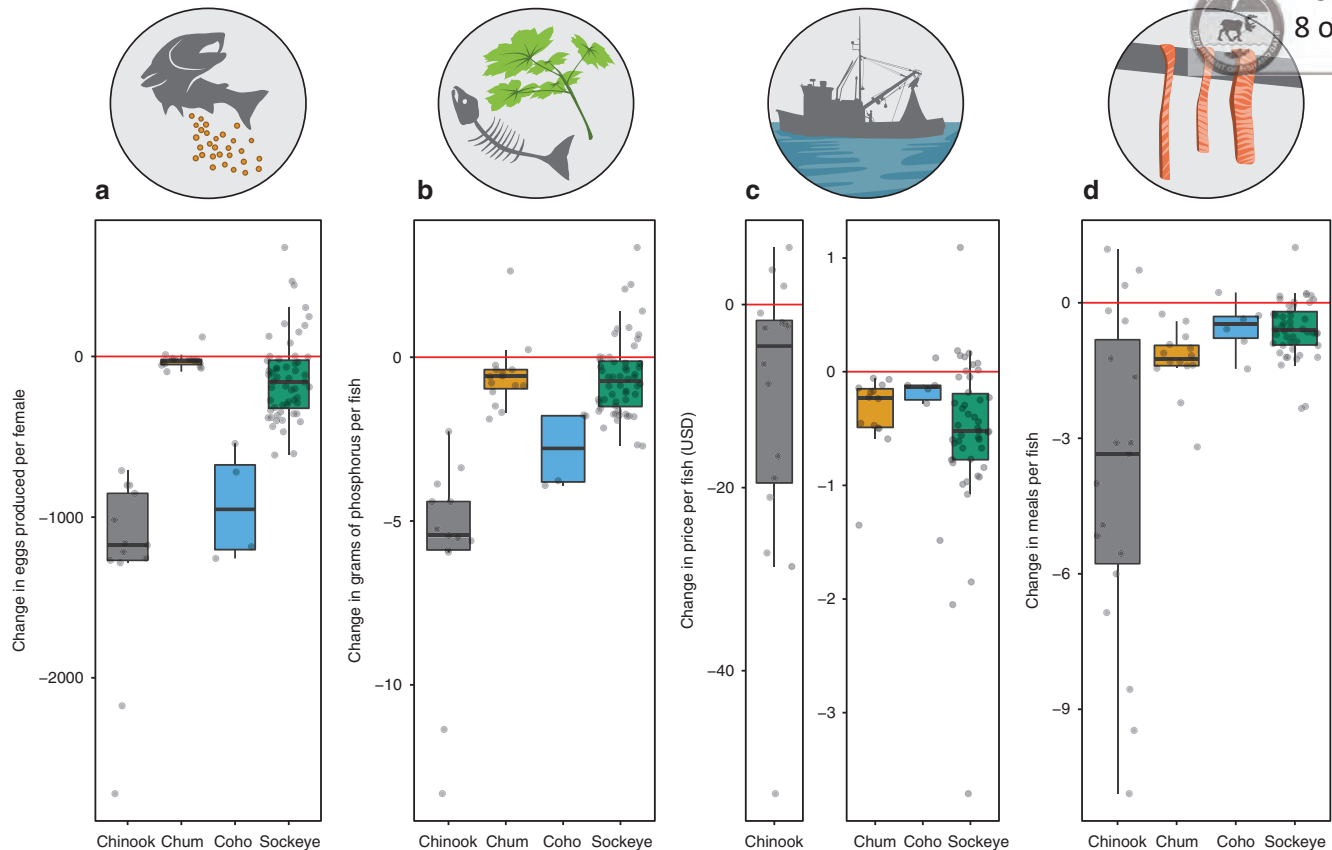 8 o
a
b
c
d
Change in eggs produced per female
0
−1000
−2000
Chinook Chum Coho Sockeye
Change in grams of phosphorus per fish
0
−5
−10
Chinook Chum Coho Sockeye
Change in price per fish (USD)
0
−20
−40
Chinook
1
0
−1
−2
−3
Chum Coho Sockeye
Change in meals per fish
0
−3
−6
−9
Chinook Chum Coho Sockeye